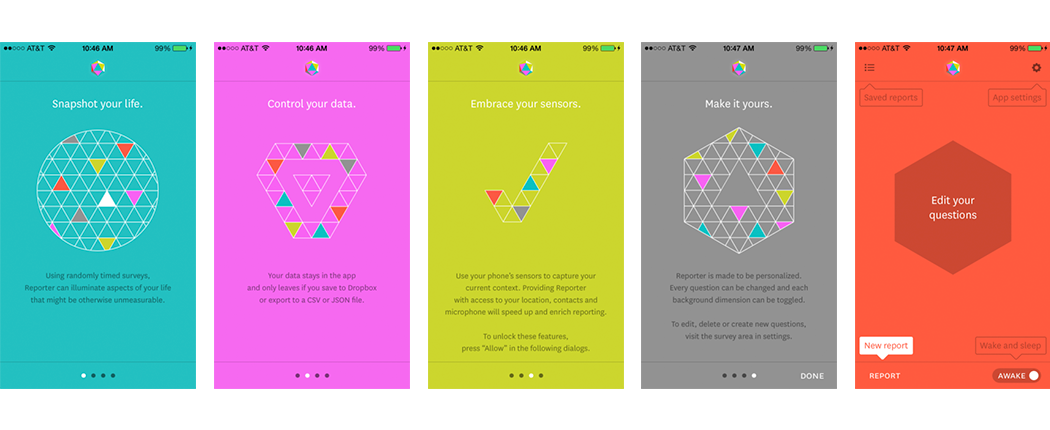 AT&T 10:46 AM 99%
Snapshot your life.
Using randomly timed surveys,
Reporter can illuminate aspects of your life
that might be otherwise unmeasurable.
AT&T 10:46 AM 99%
Control your data.
Your data stays in the app
and only leaves if you save to Dropbox
or export to a CSV or JSON file.
AT&T 10:46 AM 99%
Embrace your sensors.
Use your phone's sensors to capture your
current context. Providing Reporter
with access to your location, contacts and
microphone will speed up and enrich reporting.
To unlock these features,
press "Allow" in the following dialogs.
AT&T 10:47 AM 99%
Make it yours.
Reporter is made to be personalized.
Every question can be changed and each
background dimension can be toggled.
To edit, delete or create new questions,
visit the survey area in settings.
DONE
AT&T 10:47 AM 99%
Saved reports
App settings
Edit your
questions
New report
Wake and sleep
REPORT
AWAKE